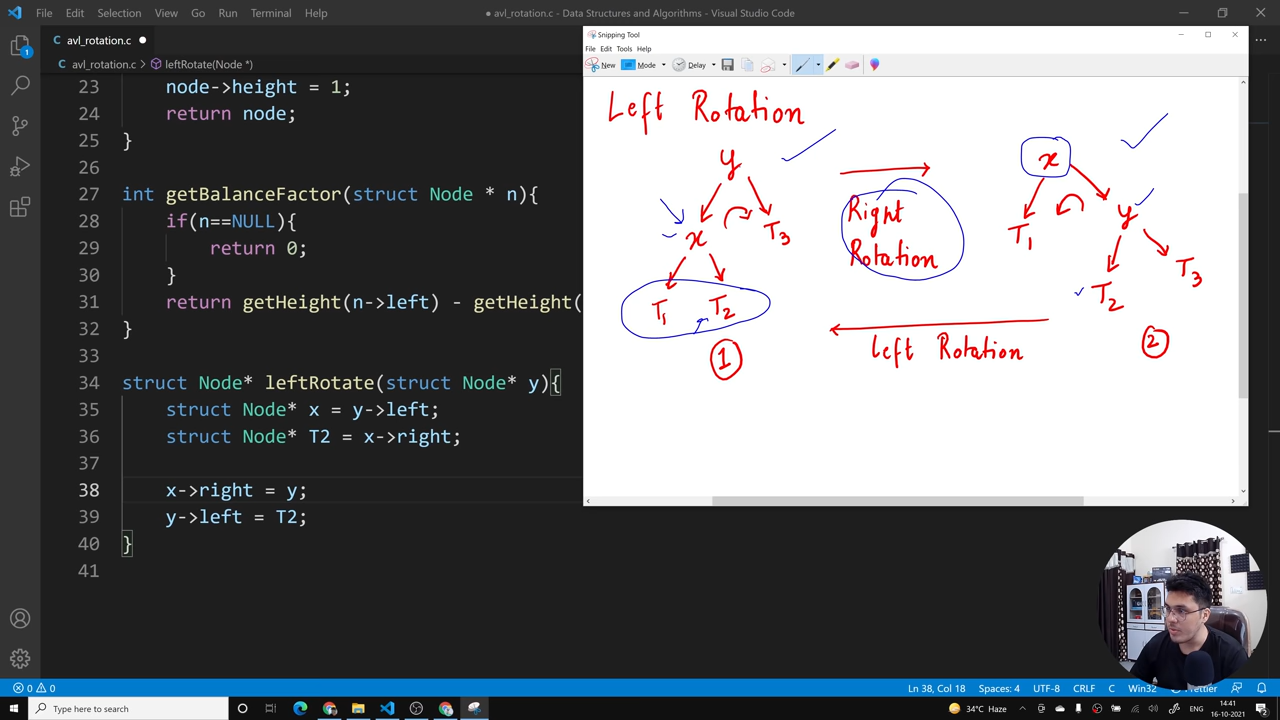 File Edit Selection View Go Run Terminal Help
● avl_rotation.c - Data Structures and Algorithms - Visual Studio Code
avl_rotation.c ●
avl_rotation.c > leftRotate(Node *)
23 node->height = 1;
24 return node;
25 }
26
27 int getBalanceFactor(struct Node * n){
28 if(n==NULL){
29 return 0;
30 }
31 return getHeight(n->left) - getHeight(
32 }
33
34 struct Node* leftRotate(struct Node* y){
35 struct Node* x = y->left;
36 struct Node* T2 = x->right;
37
38 x->right = y;
39 y->left = T2;
40 }
41
1
Snipping Tool
File Edit Tools Help
New Mode Delay
Left Rotation
y
x T3
T1 T2
1
Right
Rotation
Left Rotation
x
T1 y
T2 T3
2
0 0
Ln 38, Col 18 Spaces: 4 UTF-8 CRLF C Win32 Prettier
Type here to search
34°C Haze ENG
14:41
16-10-2021
2